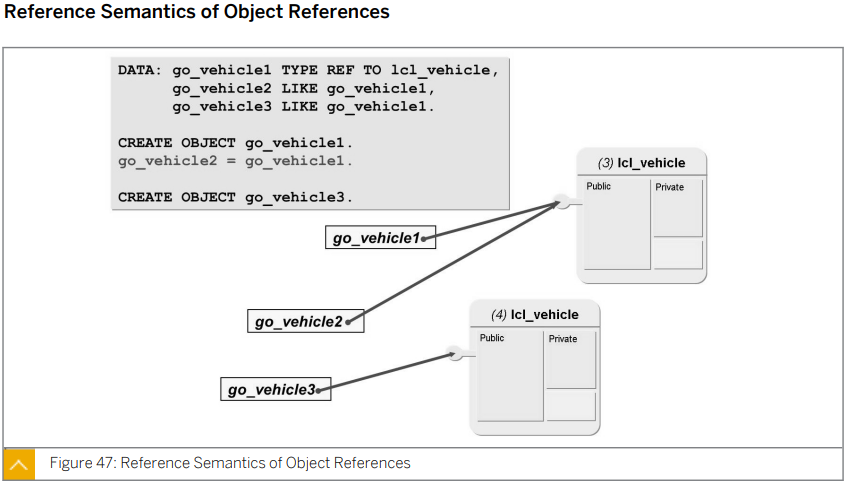 Reference Semantics of Object References
DATA: go_vehicle1 TYPE REF TO lcl_vehicle,
go_vehicle2 LIKE go_vehicle1,
go_vehicle3 LIKE go_vehicle1.
CREATE OBJECT go_vehicle1.
go_vehicle2 = go_vehicle1.
CREATE OBJECT go_vehicle3.
(3) lcl_vehicle
Public Private
go_vehicle1
go_vehicle2
(4) lcl_vehicle
Public Private
go_vehicle3
Figure 47: Reference Semantics of Object References